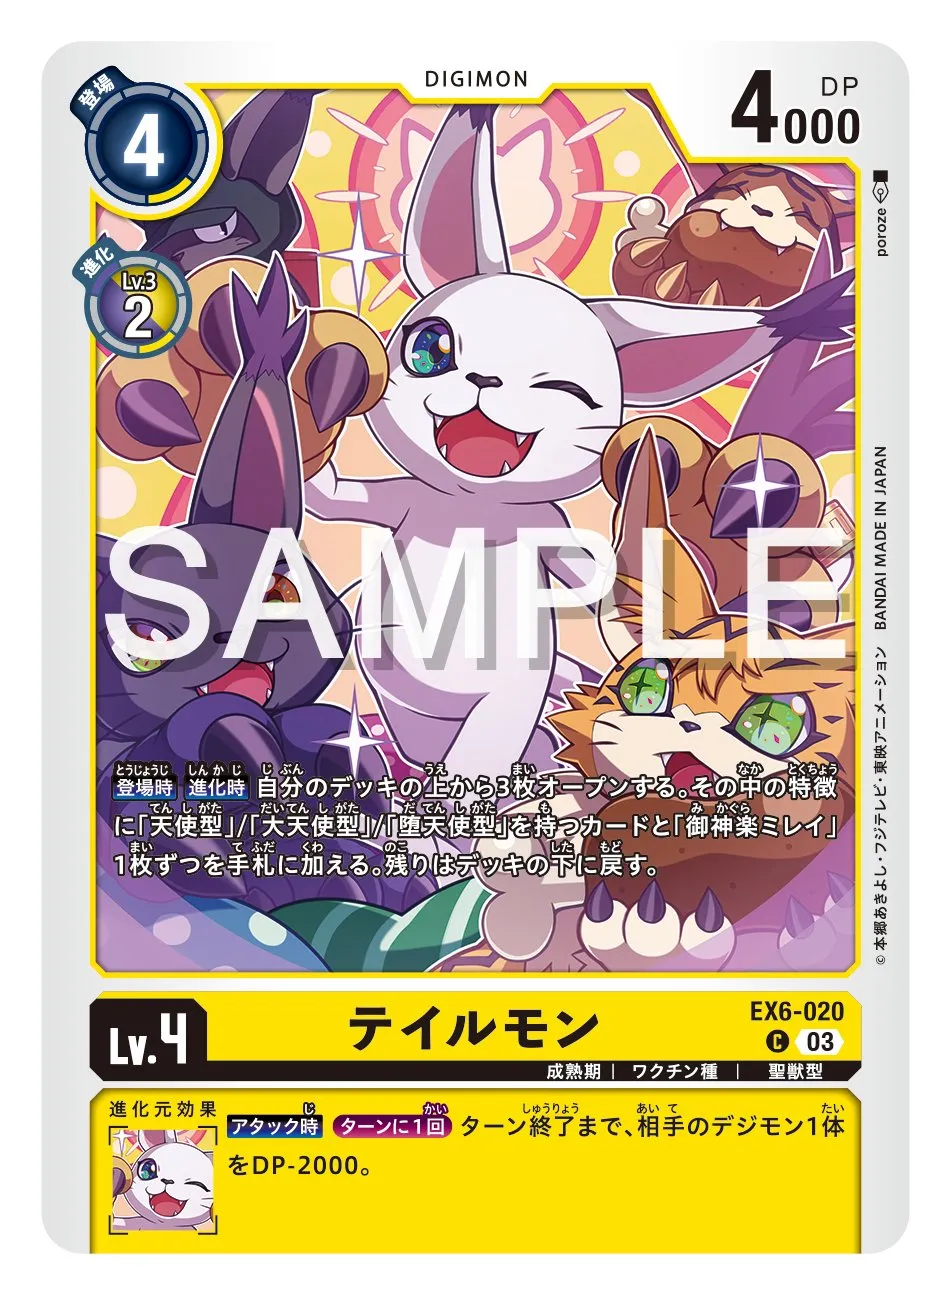 DIGIMON
登場
4
DP
4000
進化
Lv.3
2
poroze
SAMPLE
登場時 進化時 自分のデッキの上から3枚オープンする。その中の特徴
に「天使型」/「大天使型」/「堕天使型」を持つカードと「御神楽ミレイ」
1枚ずつを手札に加える。残りはデッキの下に戻す。
©本郷あきよし・フジテレビ・東映アニメーション BANDAI MADE IN JAPAN
Lv.4
テイルモン
EX6-020
C 03
成熟期 | ワクチン種 | 聖獣型
進化元効果
アタック時 ターンに1回 ターン終了まで、相手のデジモン1体
をDP-2000。